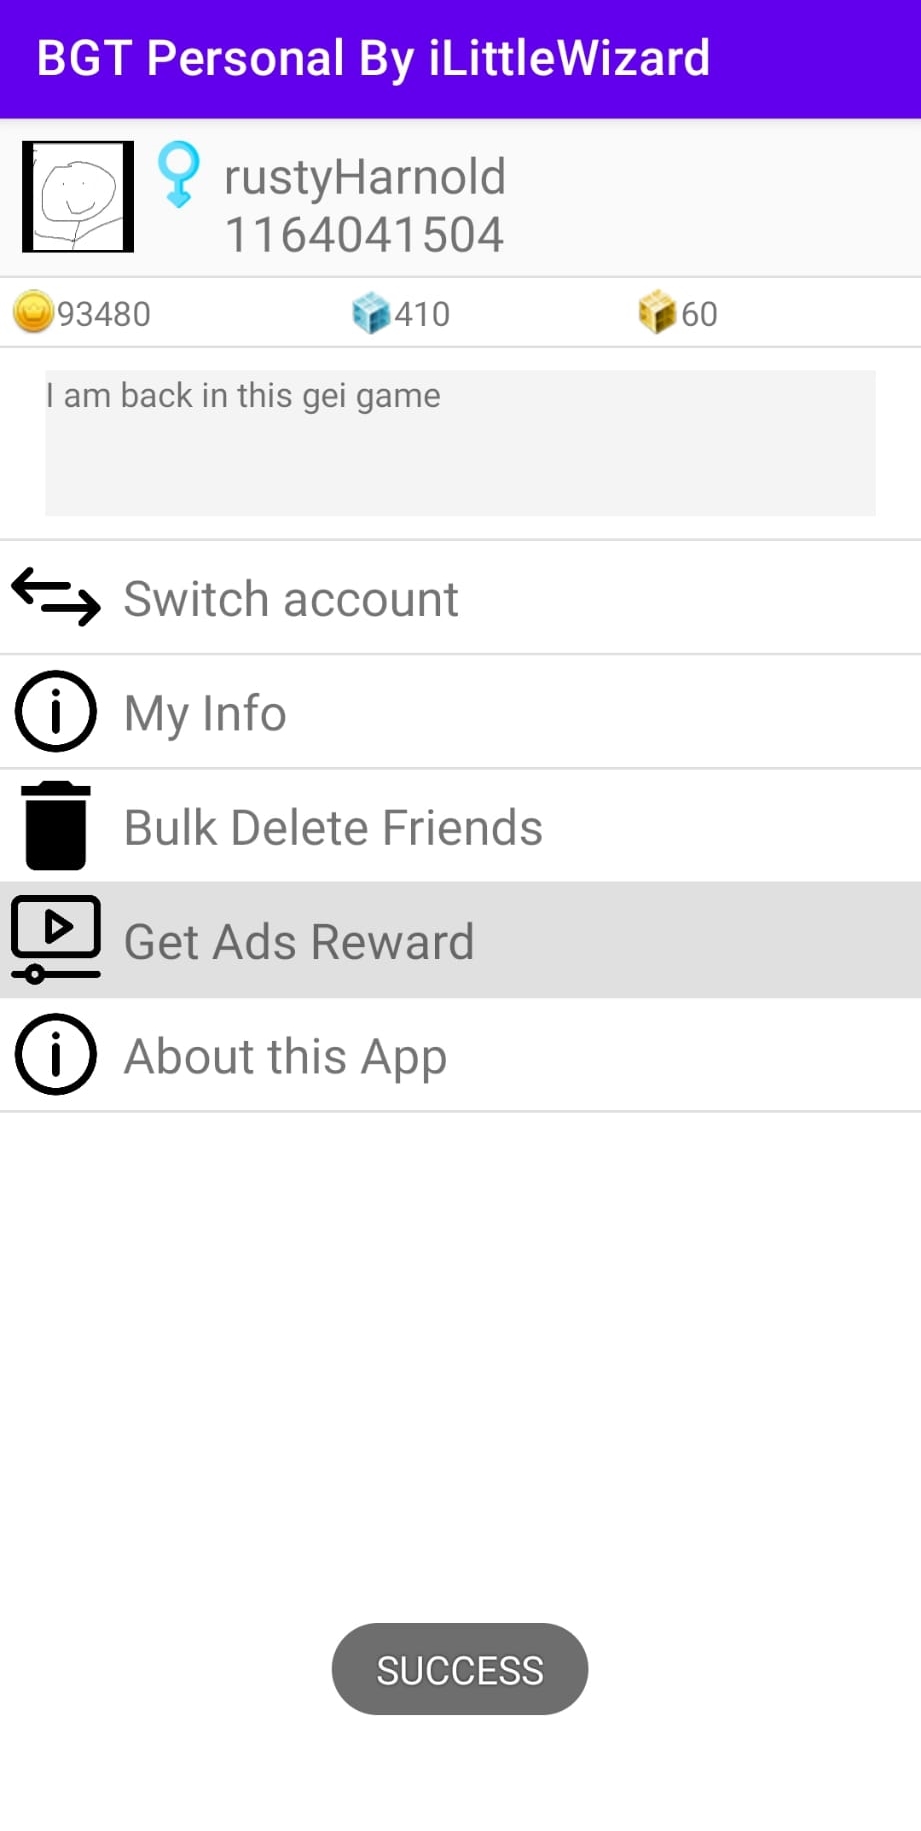 BGT Personal By iLittleWizard
rustyHarnold
1164041504
93480 410 60
I am back in this gei game
Switch account
My Info
Bulk Delete Friends
Get Ads Reward
About this App
SUCCESS